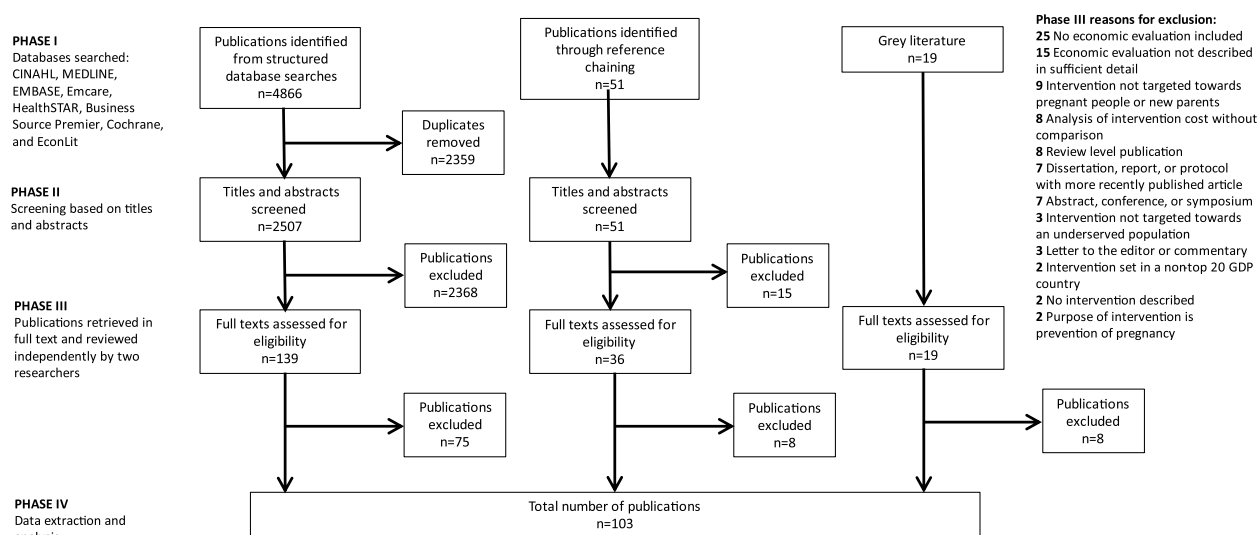 PHASE I
Databases searched:
CINAHL, MEDLINE,
EMBASE, Emcare,
HealthSTAR, Business
Source Premier, Cochrane,
and EconLit
Publications identified
from structured
database searches
n=4866
Publications identified
through reference
chaining
n=51
Grey literature
n=19
Duplicates
removed
n=2359
PHASE II
Screening based on titles
and abstracts
Titles and abstracts
screened
n=2507
Titles and abstracts
screened
n=51
Publications
excluded
n=2368
Publications
excluded
n=15
PHASE III
Publications retrieved in
full text and reviewed
independently by two
researchers
Full texts assessed for
eligibility
n=139
Full texts assessed for
eligibility
n=36
Full texts assessed for
eligibility
n=19
Publications
excluded
n=75
Publications
excluded
n=8
Publications
excluded
n=8
PHASE IV
Data extraction and
Total number of publications
n=103
Phase III reasons for exclusion:
25 No economic evaluation included
15 Economic evaluation not described
in sufficient detail
9 Intervention not targeted towards
pregnant people or new parents
8 Analysis of intervention cost without
comparison
8 Review level publication
7 Dissertation, report, or protocol
with more recently published article
7 Abstract, conference, or symposium
3 Intervention not targeted towards
an underserved population
3 Letter to the editor or commentary
2 Intervention set in a non-top 20 GDP
country
2 No intervention described
2 Purpose of intervention is
prevention of pregnancy